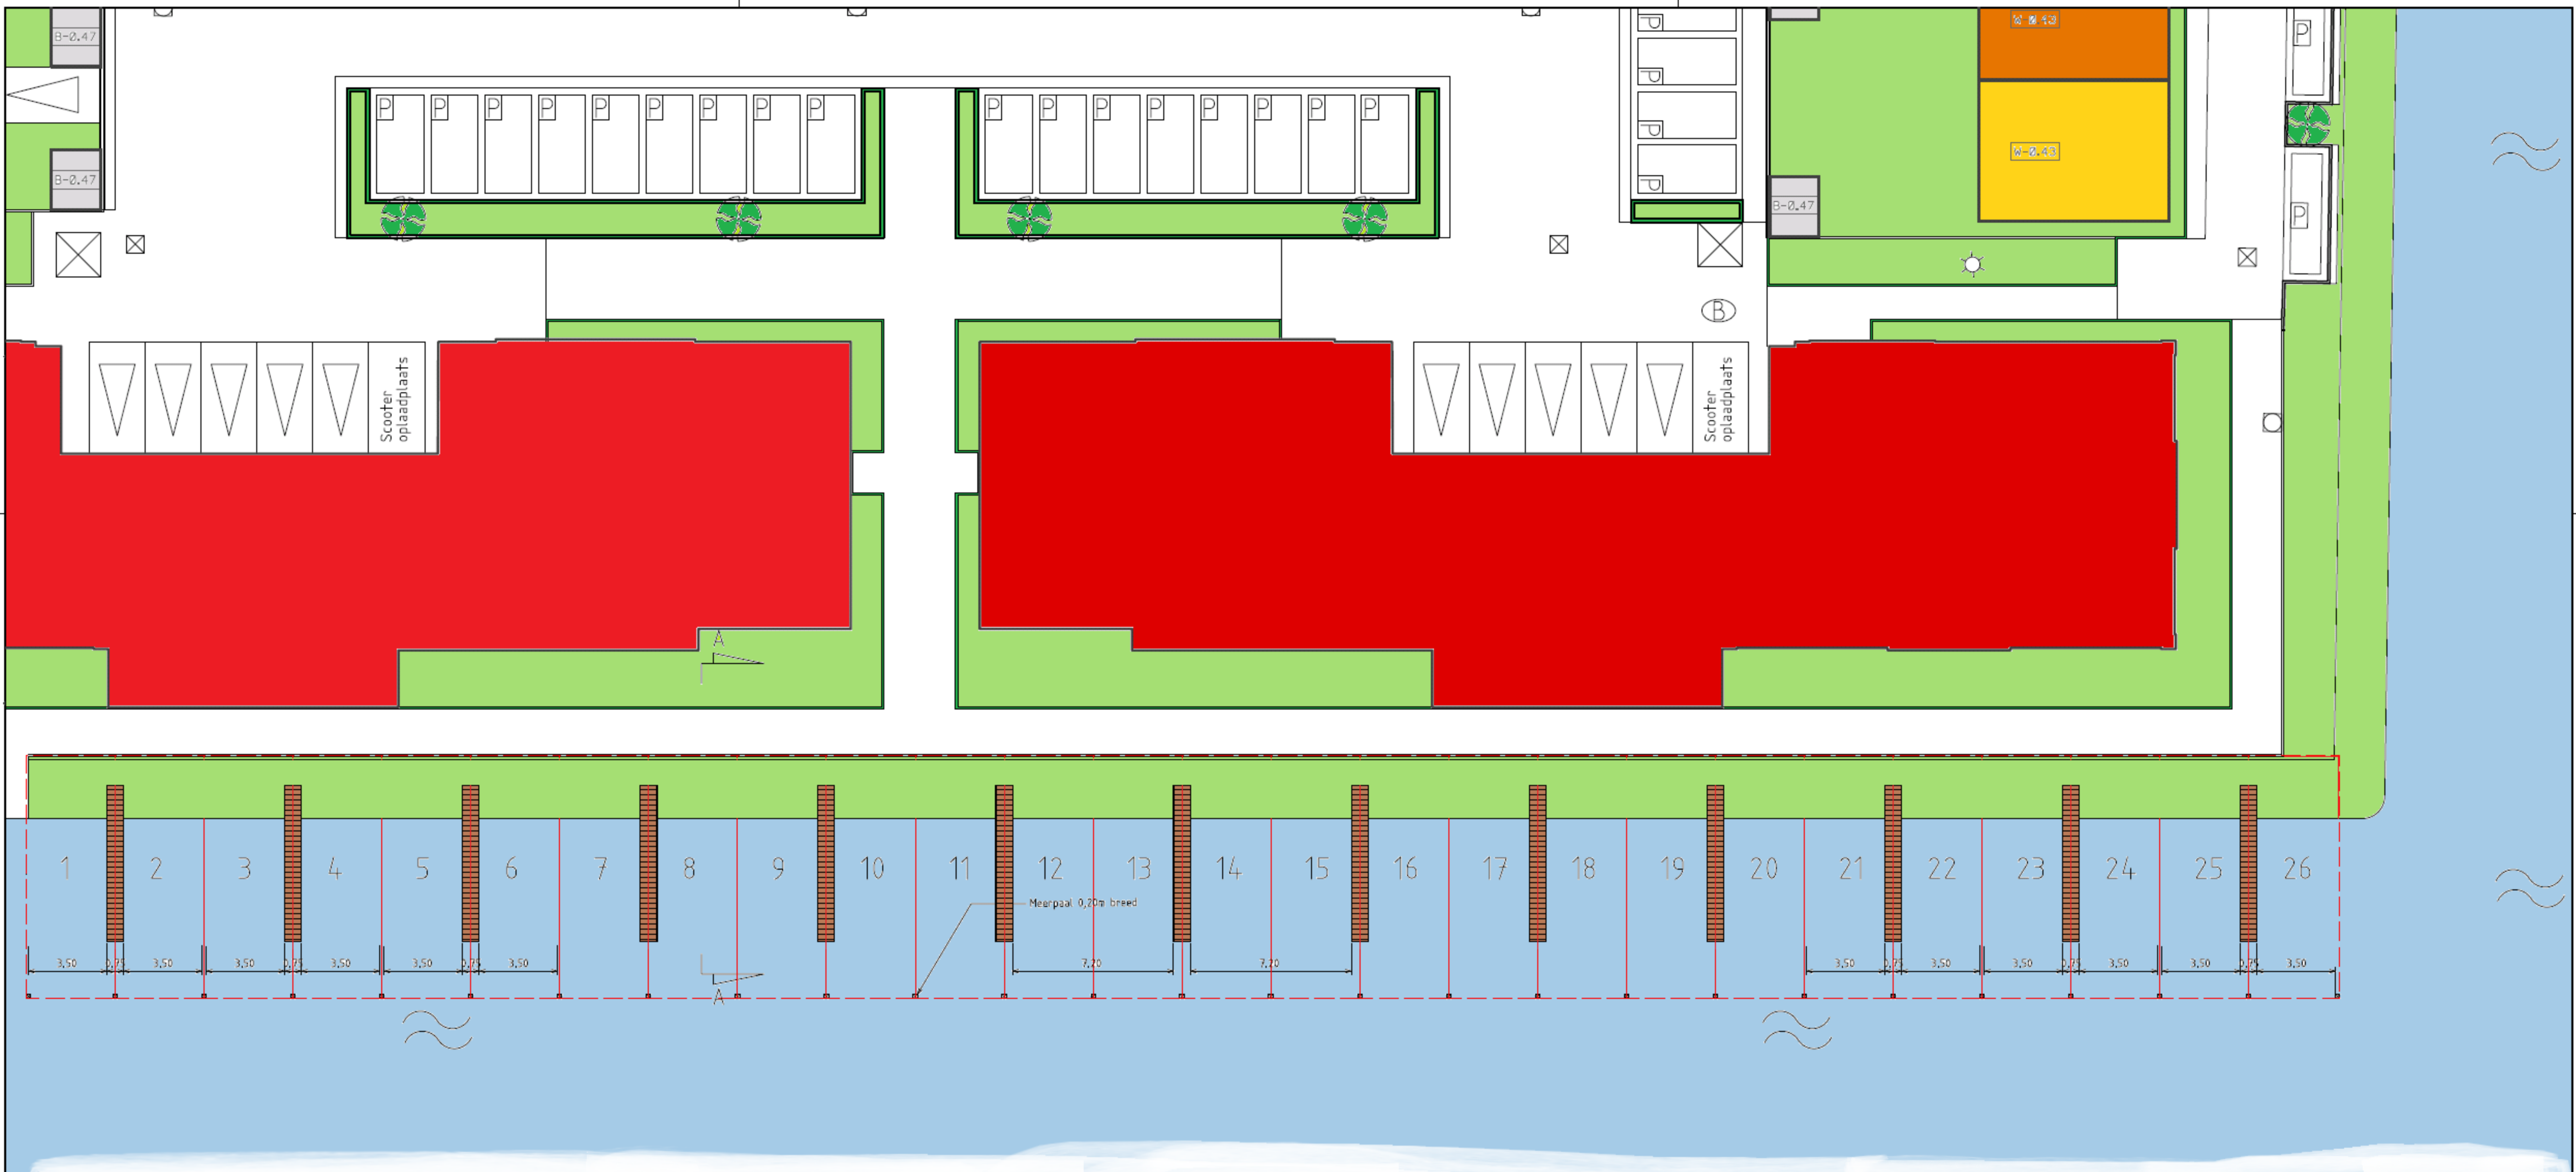 B-0.47
P P P P P P P P P
P P P P P P P P
P
P
P
P
W-0.42
P
W-0.43
B-0.47
B-0.47
P
B
Scooter
oplaadplaats
Scooter
oplaadplaats
A
1 2 3 4 5 6 7 8 9 10 11 12 13 14 15 16 17 18 19 20 21 22 23 24 25 26
Meerpaal 0,20m breed
3,50 0,75 3,50 3,50 0,75 3,50 3,50 0,75 3,50 7,20 7,20 3,50 0,75 3,50 3,50 0,75 3,50 3,50 0,75 3,50
A